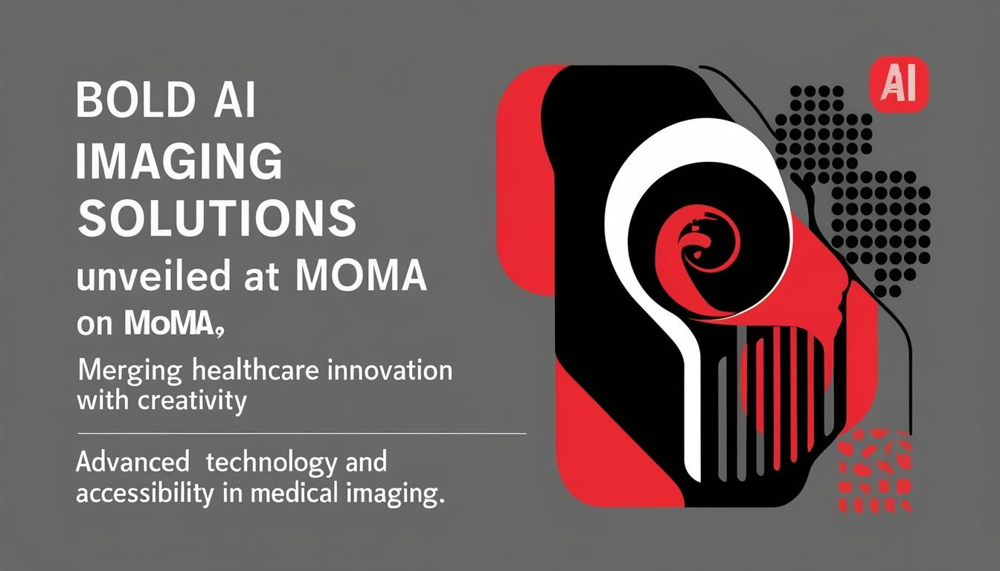 BOLD AI
IMAGING
SOLUTIONS
unveiled at MOMA
on MoMA,
Merging healthcare innovation
with creativity
Advanced technology and
accessibility in medical imaging.
AI